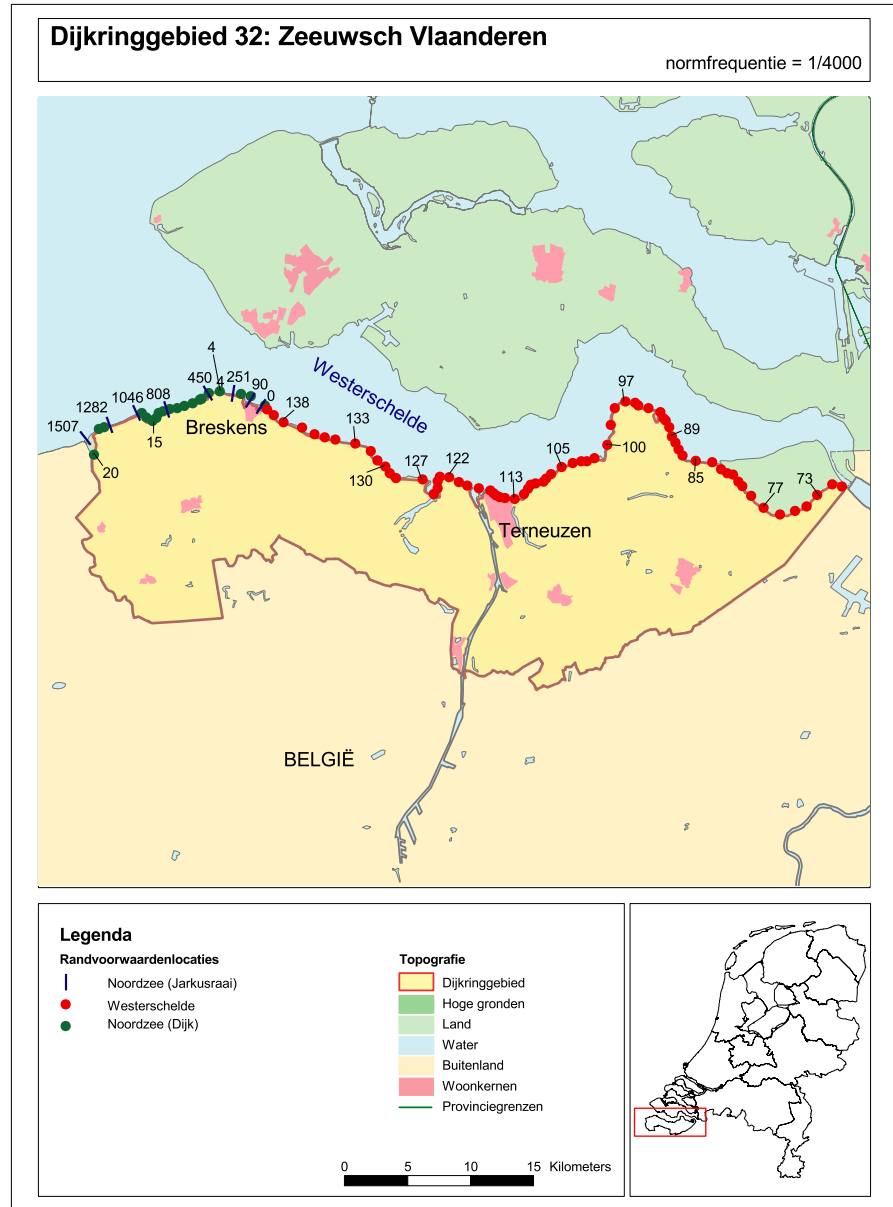 Dijkringgebied 32: Zeeuwsch Vlaanderen
normfrequentie = 1/4000
4
450 4 251 90 0
1507 1282 1046 808
15
20
Breskens
Westerschelde
138
133
130
127
122
113
105
100
97
89
85
77
73
Terneuzen
BELGIË
Legenda
Randvoorwaardenlocaties
Noordzee (Jarkusraai)
Westerschelde
Noordzee (Dijk)
Topografie
Dijkringgebied
Hoge gronden
Land
Water
Buitenland
Woonkernen
Provinciegrenzen
0 5 10 15 Kilometers